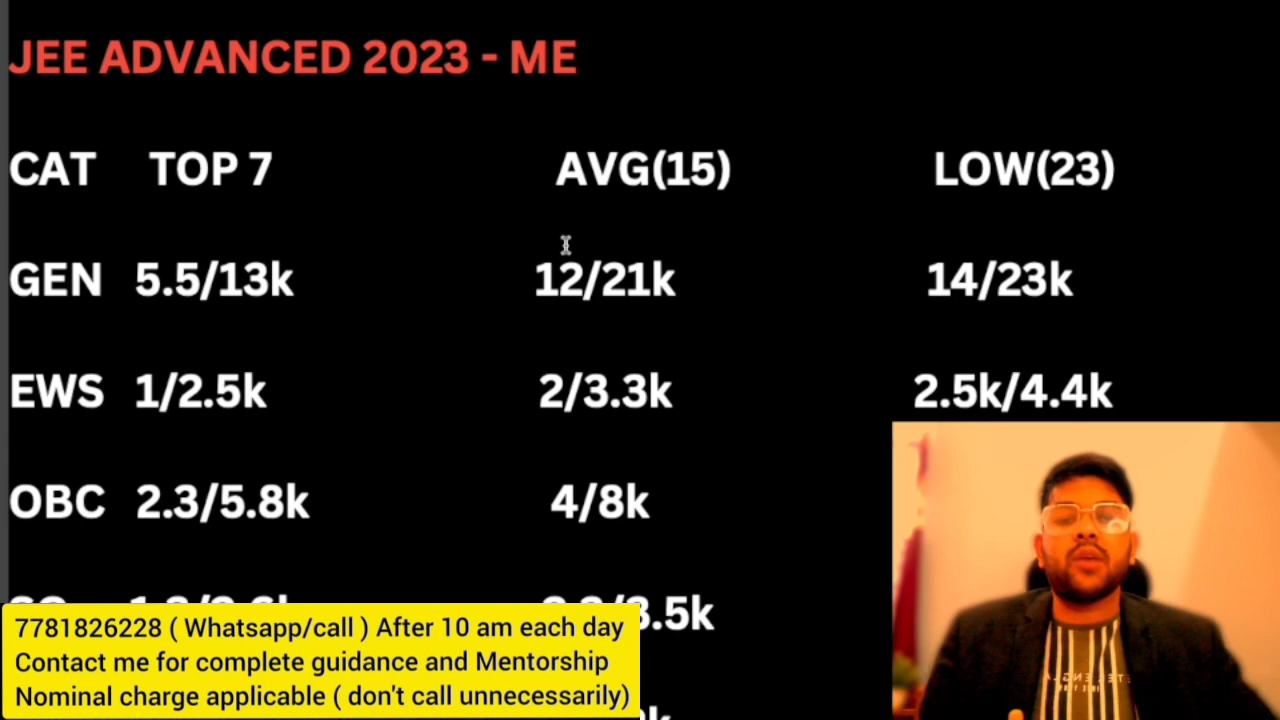 JEE ADVANCED 2023 - ME
CAT TOP 7 AVG(15) LOW(23)
GEN 5.5/13k 12/21k 14/23k
EWS 1/2.5k 2/3.3k 2.5k/4.4k
OBC 2.3/5.8k 4/8k
7781826228 ( Whatsapp/call ) After 10 am each day
Contact me for complete guidance and Mentorship
Nominal charge applicable ( don't call unnecessarily)